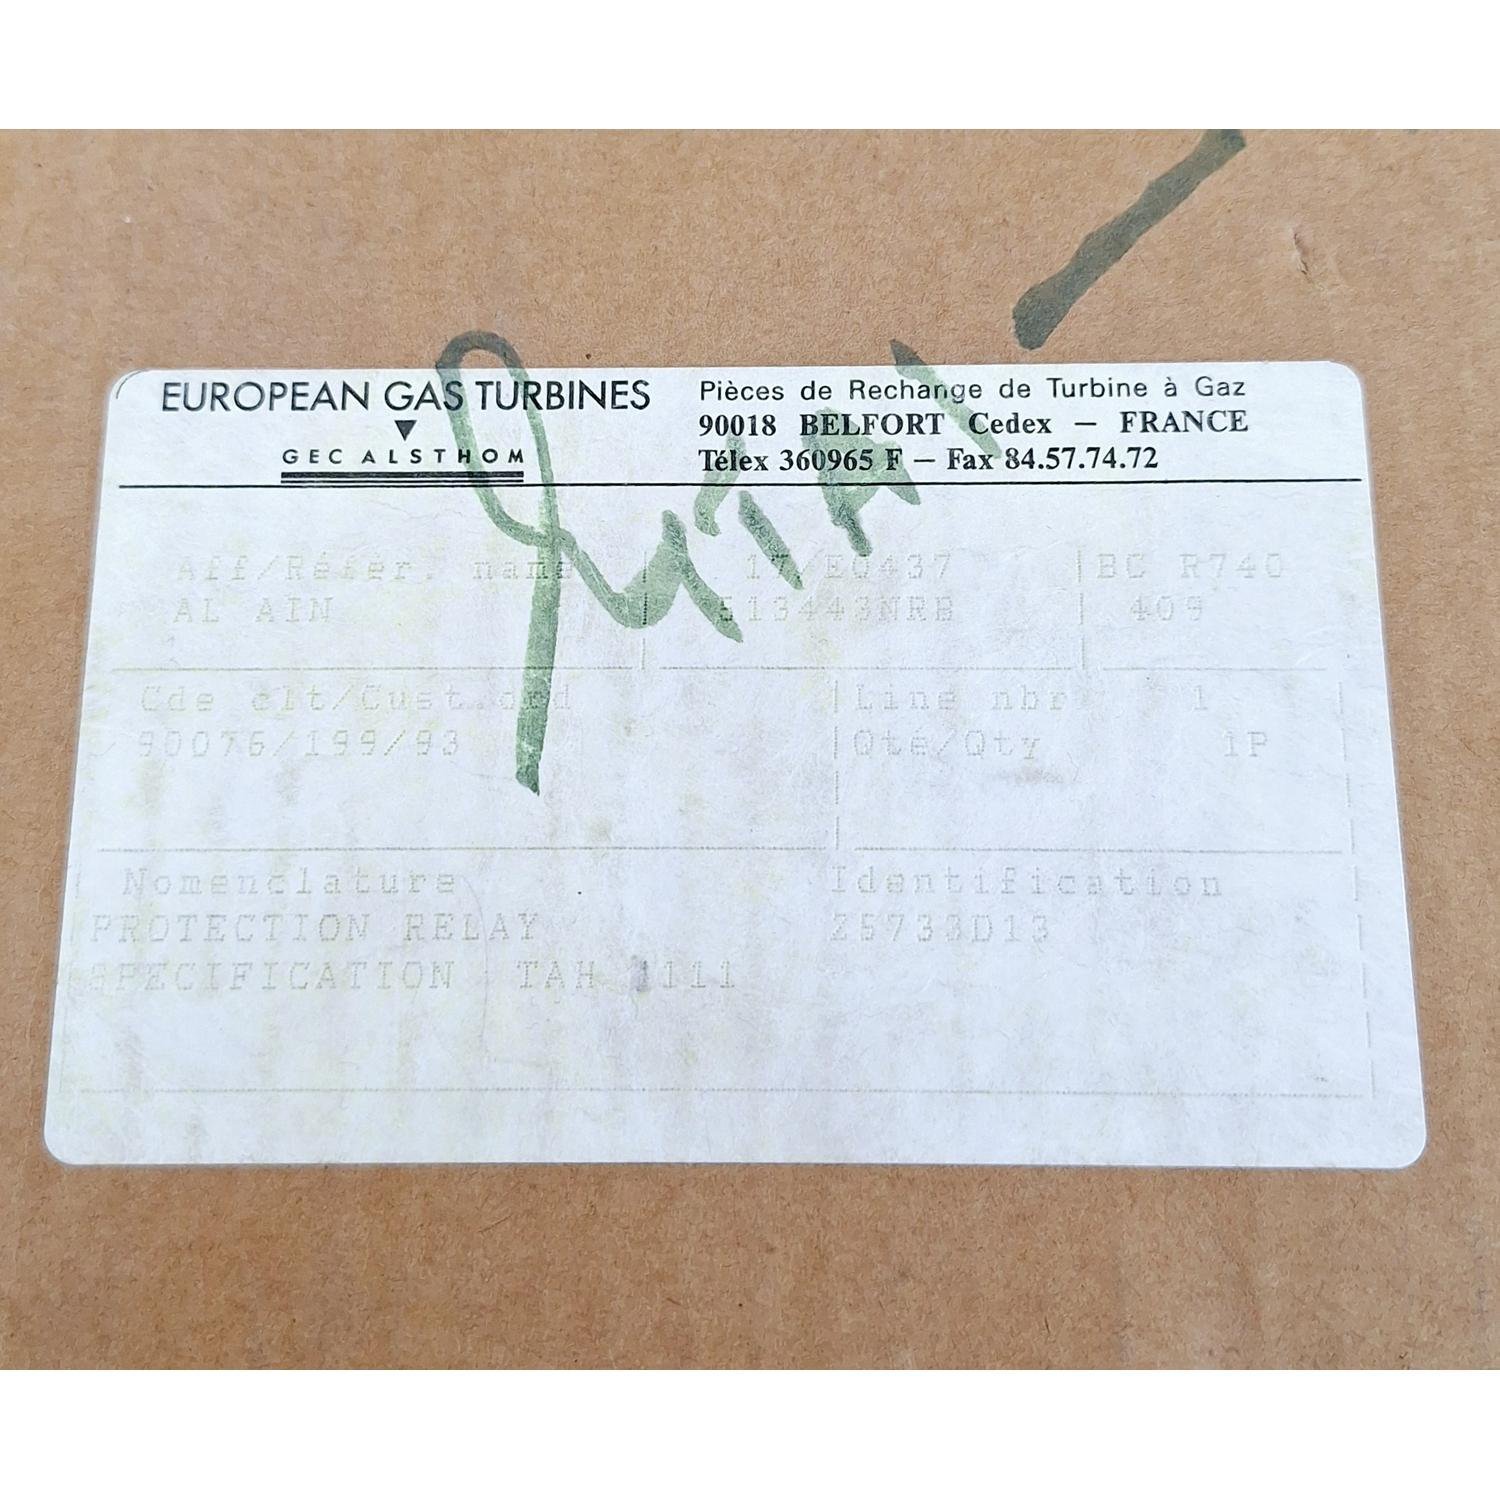 EUROPEAN GAS TURBINES
GEC ALSTHOM
Pièces de Rechange de Turbine à Gaz
90018 BELFORT Cedex — FRANCE
Télex 360965 F — Fax 84.57.74.72
Aff/Réfer. name 17/E0437 BC R740
AL AIN 513443NRB 409
Cde clt/Cust.ord Line nbr 1
90076/199/93 Qté/Qty 1P
Nomenclature Identification
PROTECTION RELAY
SPECIFICATION TAH 1111